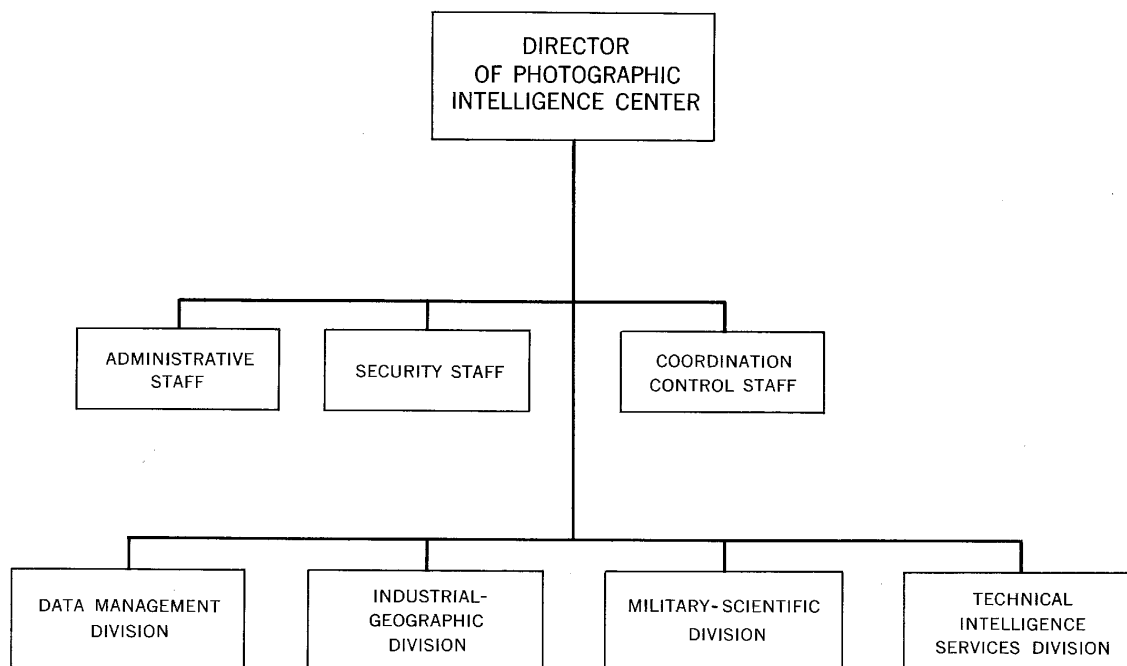 DIRECTOR
OF PHOTOGRAPHIC
INTELLIGENCE CENTER
ADMINISTRATIVE
STAFF
SECURITY STAFF
COORDINATION
CONTROL STAFF
DATA MANAGEMENT
DIVISION
INDUSTRIAL-
GEOGRAPHIC
DIVISION
MILITARY-SCIENTIFIC
DIVISION
TECHNICAL
INTELLIGENCE
SERVICES DIVISION